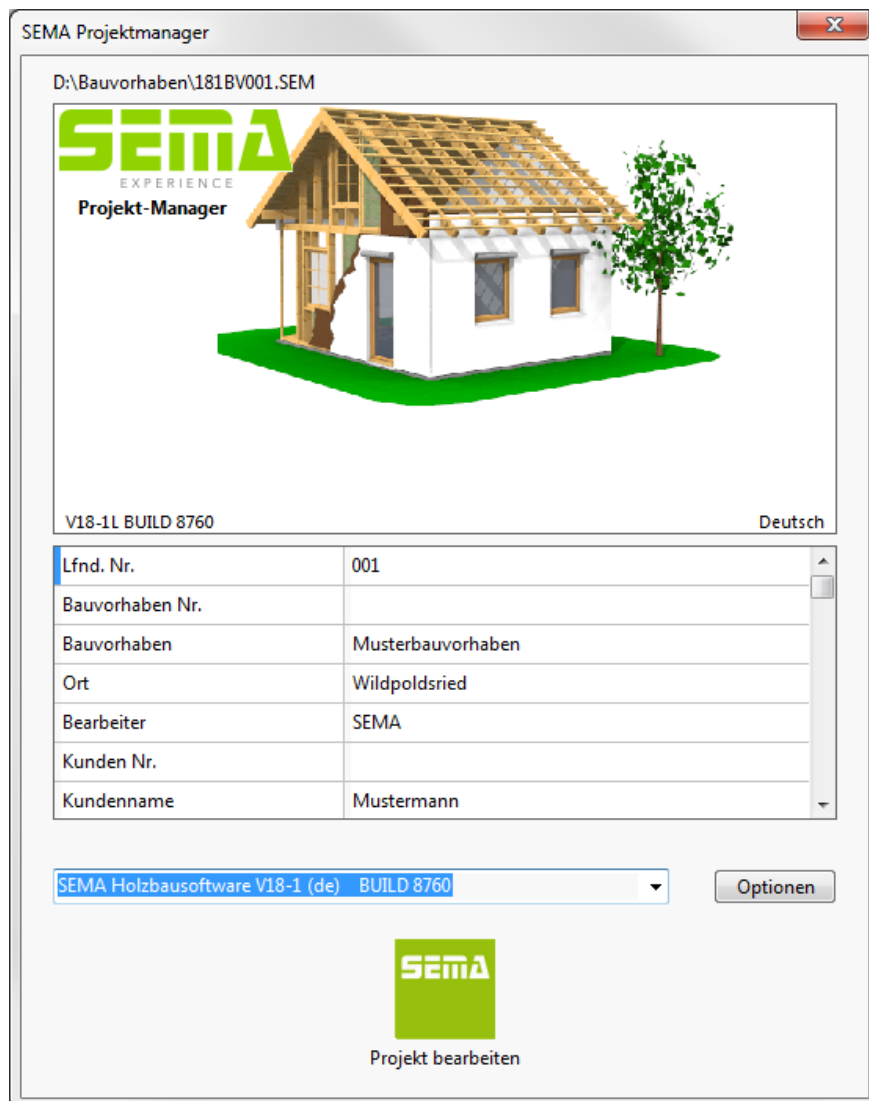 SEMA Projektmanager
D:\Bauvorhaben\181BV001.SEM
SEMA
EXPERIENCE
Projekt-Manager
V18-1L BUILD 8760 Deutsch
Lfnd. Nr. 001
Bauvorhaben Nr.
Bauvorhaben Musterbauvorhaben
Ort Wildpoldsried
Bearbeiter SEMA
Kunden Nr.
Kundenname Mustermann
SEMA Holzbausoftware V18-1 (de) BUILD 8760
Optionen
SEMA
Projekt bearbeiten